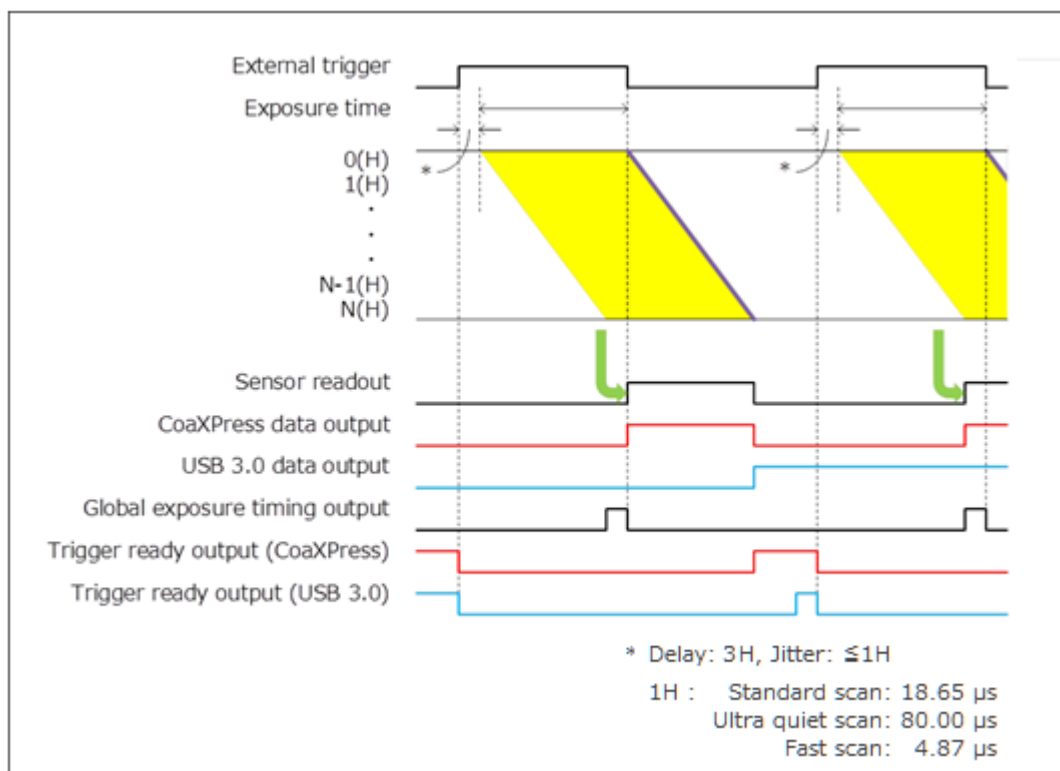 External trigger
Exposure time
*
*
0(H)
1(H)
.
.
.
N-1(H)
N(H)
Sensor readout
CoaXPress data output
USB 3.0 data output
Global exposure timing output
Trigger ready output (CoaXPress)
Trigger ready output (USB 3.0)
* Delay: 3H, Jitter: ≦1H
1H : Standard scan: 18.65 µs
Ultra quiet scan: 80.00 µs
Fast scan: 4.87 µs